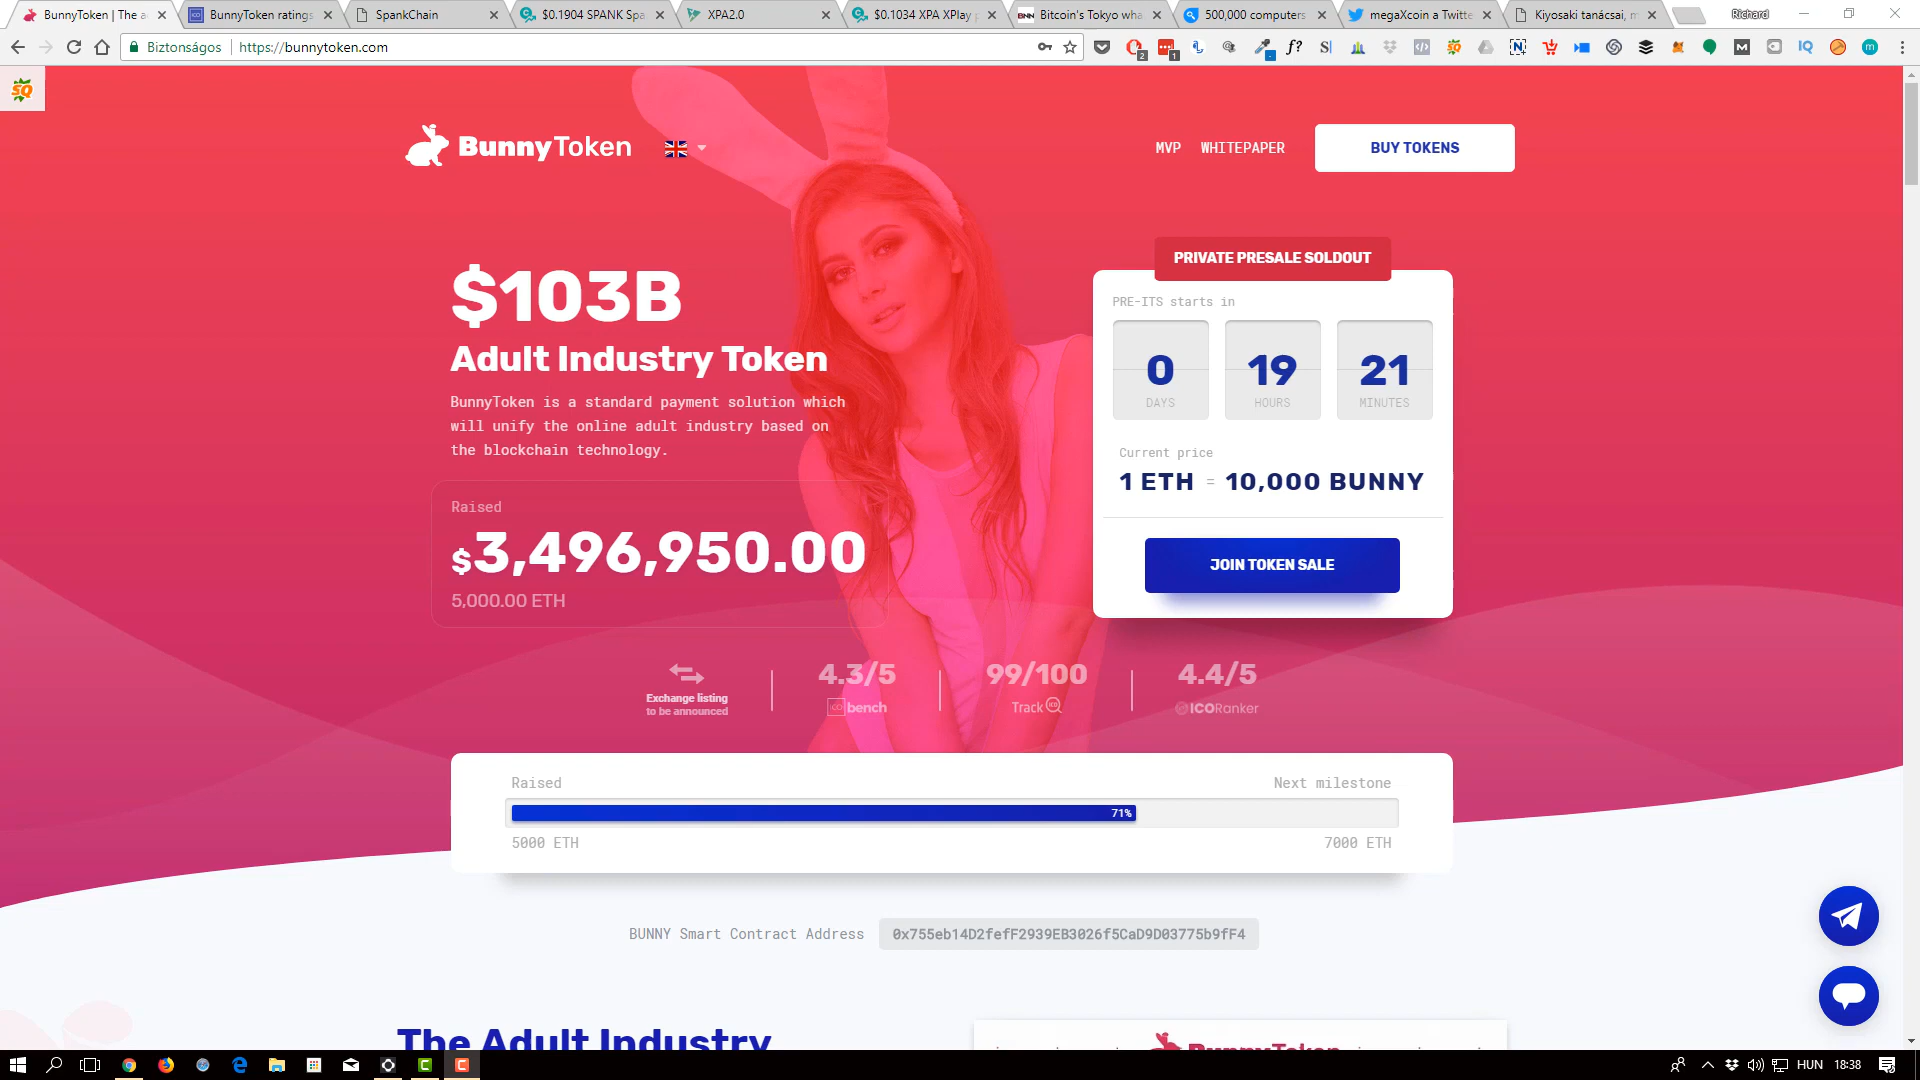 BunnyToken | The a
BunnyToken ratings
SpankChain
$0.1904 SPANK Spa
XPA2.0
$0.1034 XPA XPlay p
Bitcoin's Tokyo wha
500,000 computers
megaXcoin a Twitte
Kiyosaki tanácsai, m
Richard
Biztonságos
https://bunnytoken.com
BunnyToken
MVP
WHITEPAPER
BUY TOKENS
$103B
Adult Industry Token
BunnyToken is a standard payment solution which
will unify the online adult industry based on
the blockchain technology.
Raised
$3,496,950.00
5,000.00 ETH
PRIVATE PRESALE SOLDOUT
PRE-ITS starts in
0 19 21
DAYS HOURS MINUTES
Current price
1 ETH = 10,000 BUNNY
JOIN TOKEN SALE
Exchange listing
to be announced
4.3/5
ICO bench
99/100
Track ICO
4.4/5
ICORanker
Raised
Next milestone
71%
5000 ETH
7000 ETH
BUNNY Smart Contract Address
0x755eb14D2fefF2939EB3026f5CaD9D03775b9fF4
The Adult Industry
BunnyToken
HUN
18:38